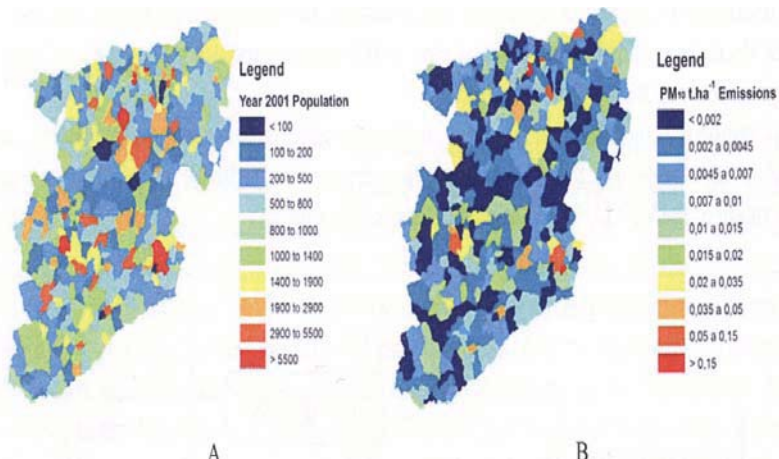 Legend
Year 2001 Population
< 100
100 to 200
200 to 500
500 to 800
800 to 1000
1000 to 1400
1400 to 1900
1900 to 2900
2900 to 5500
> 5500
A
Legend
PM₁₀ t.ha⁻¹ Emissions
< 0,002
0,002 a 0,0045
0,0045 a 0,007
0,007 a 0,01
0,01 a 0,015
0,015 a 0,02
0,02 a 0,035
0,035 a 0,05
0,05 a 0,15
> 0,15
B